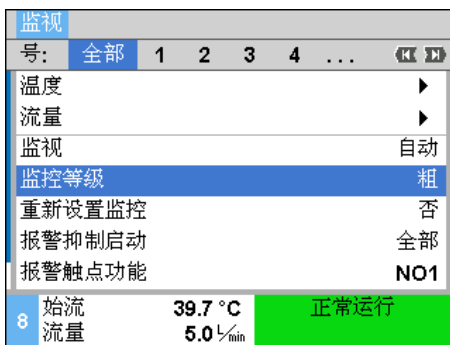 监视
号: 全部 1 2 3 4 ...
温度
流量
监视 自动
监控等级 粗
重新设置监控 否
报警抑制启动 全部
报警触点功能 NO1
8 始流 39.7 °C 正常运行
流量 5.0 L/min